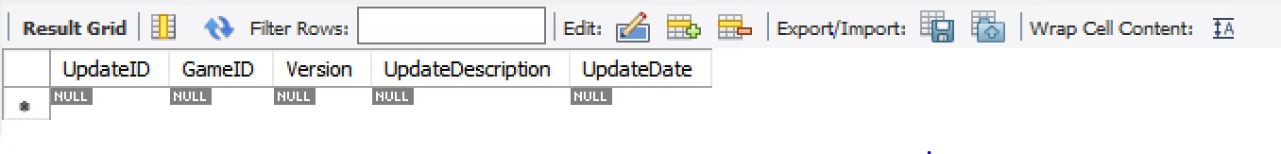 Result Grid Filter Rows: Edit: Export/Import: Wrap Cell Content: IA
UpdateID GameID Version UpdateDescription UpdateDate
* NULL NULL NULL NULL NULL